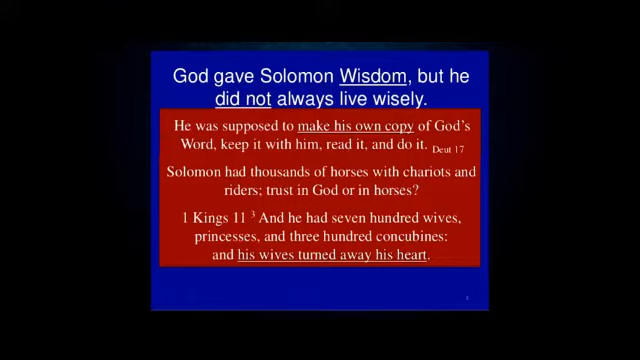 God gave Solomon Wisdom, but he
did not always live wisely.
He was supposed to make his own copy of God's
Word, keep it with him, read it, and do it. Deut 17
Solomon had thousands of horses with chariots and
riders; trust in God or in horses?
1 Kings 11 3 And he had seven hundred wives,
princesses, and three hundred concubines:
and his wives turned away his heart.